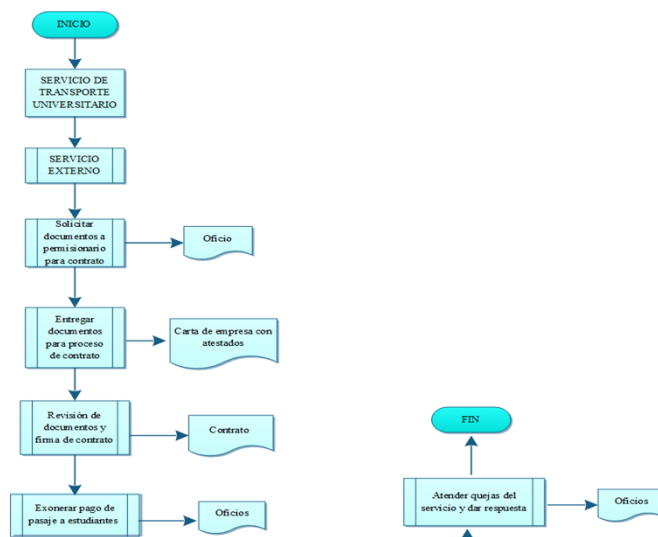 INICIO
SERVICIO DE
TRANSPORTE
UNIVERSITARIO
SERVICIO
EXTERNO
Solicitar
documentos a
permisionario
para contrato
Oficio
Entregar
documentos
para proceso
de contrato
Carta de empresa con
atestados
Revisión de
documentos y
firma de contrato
Contrato
Exonerar pago de
pasaje a estudiantes
Oficios
FIN
Atender quejas del
servicio y dar respuesta
Oficios